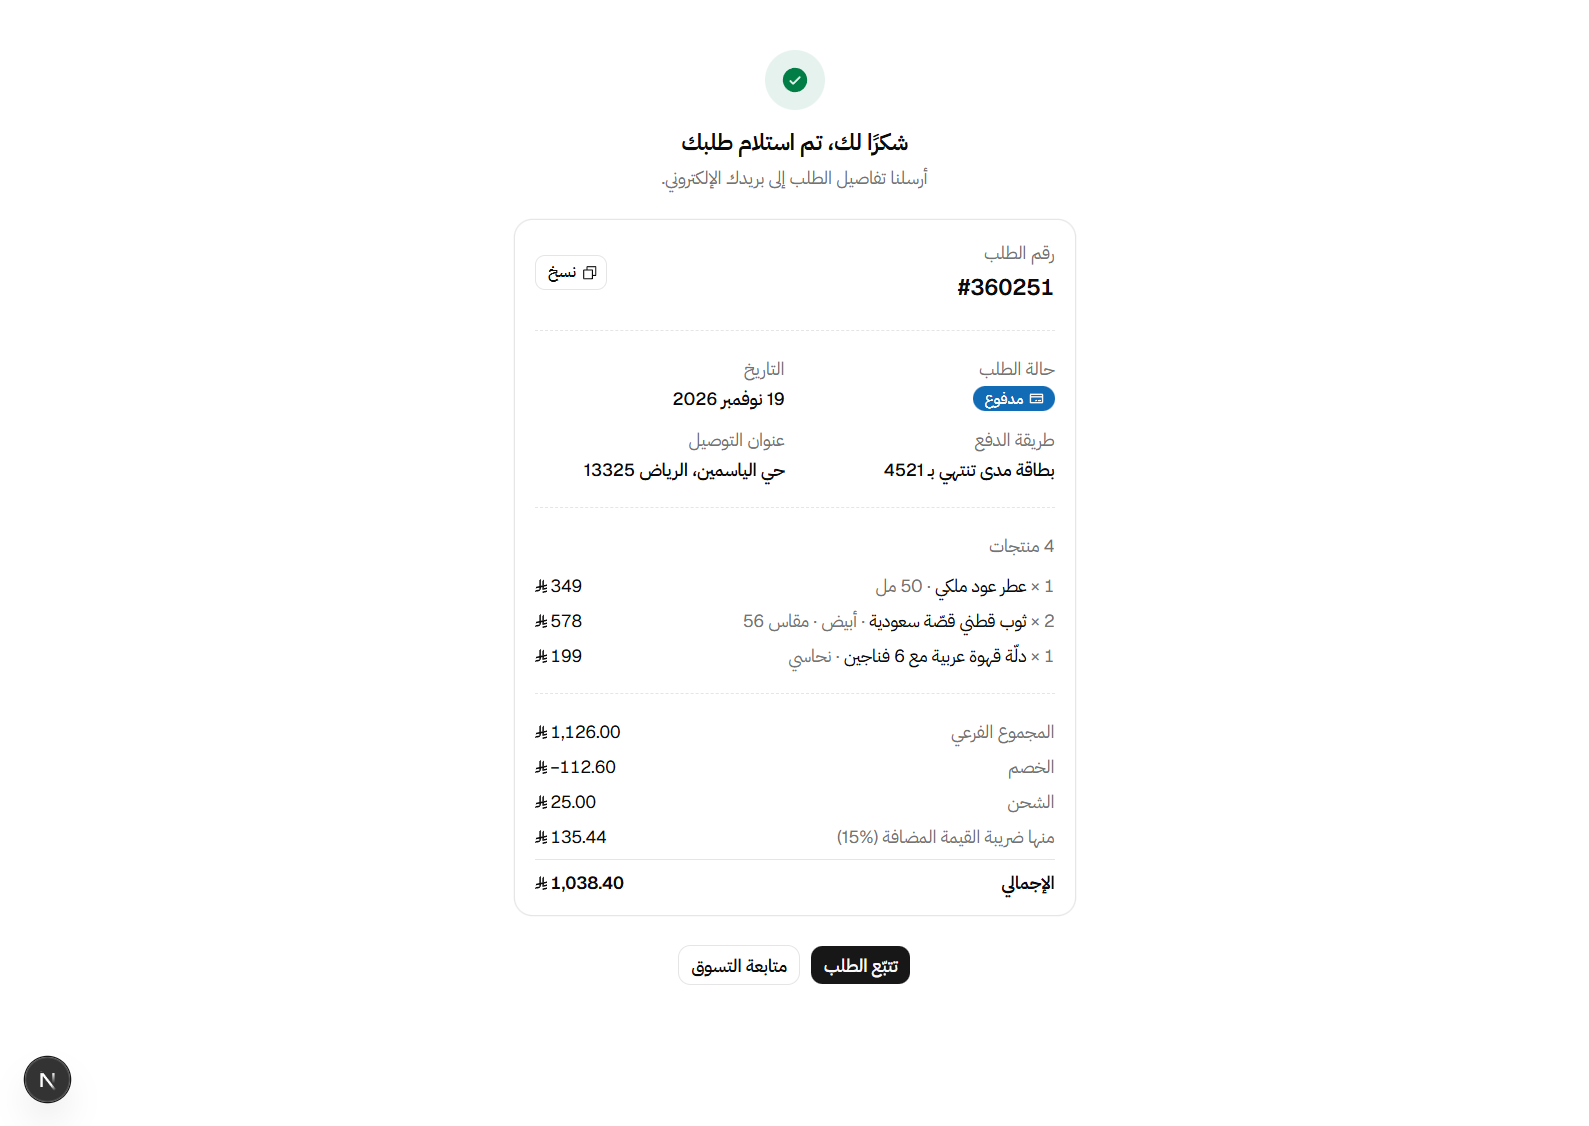 شكرًا لك، تم استلام طلبك
أرسلنا تفاصيل الطلب إلى بريدك الإلكتروني.
رقم الطلب
#360251
نسخ
حالة الطلب
مدفوع
التاريخ
19 نوفمبر 2026
طريقة الدفع
بطاقة مدى تنتهي بـ 4521
عنوان التوصيل
حي الياسمين، الرياض 13325
4 منتجات
1 × عطر عود ملكي · 50 مل
349 ⃁
2 × ثوب قطني قصّة سعودية · أبيض · مقاس 56
578 ⃁
1 × دلّة قهوة عربية مع 6 فناجين · نحاسي
199 ⃁
المجموع الفرعي
1,126.00 ⃁
الخصم
−112.60 ⃁
الشحن
25.00 ⃁
منها ضريبة القيمة المضافة (15%)
135.44 ⃁
الإجمالي
1,038.40 ⃁
تتبّع الطلب
متابعة التسوق
N